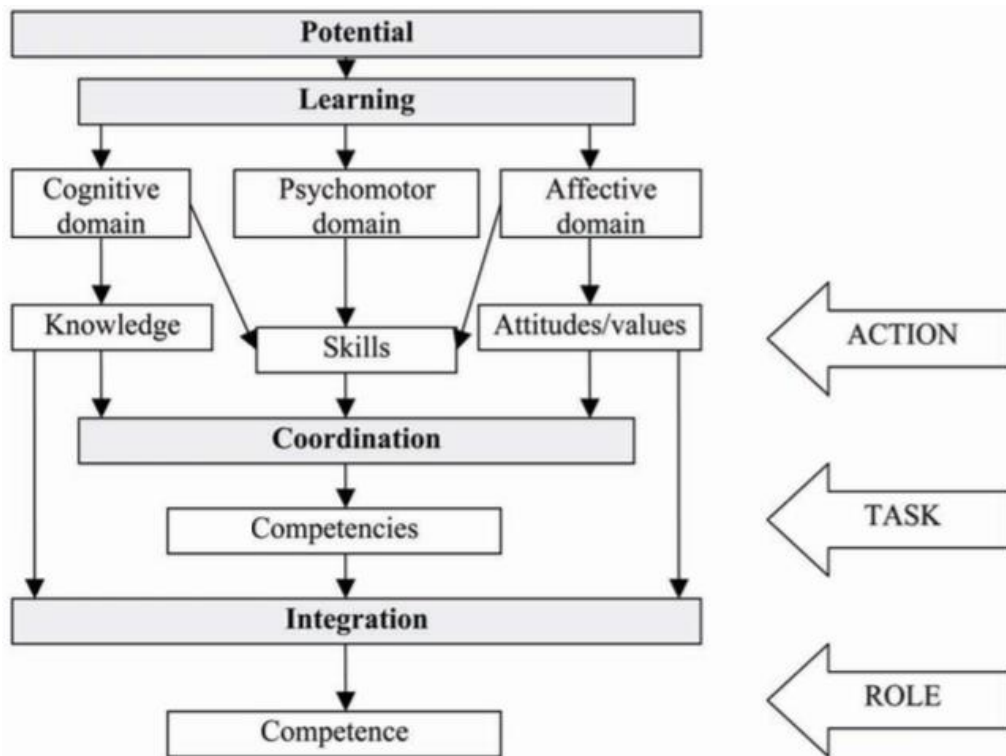 Potential
Learning
Cognitive
domain
Psychomotor
domain
Affective
domain
Knowledge
Skills
Attitudes/values
ACTION
Coordination
Competencies
TASK
Integration
Competence
ROLE